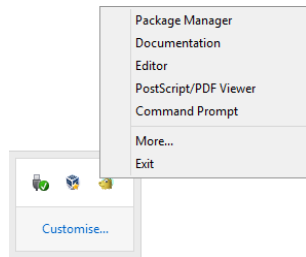 Package Manager
Documentation
Editor
PostScript/PDF Viewer
Command Prompt
More...
Exit
Customise...